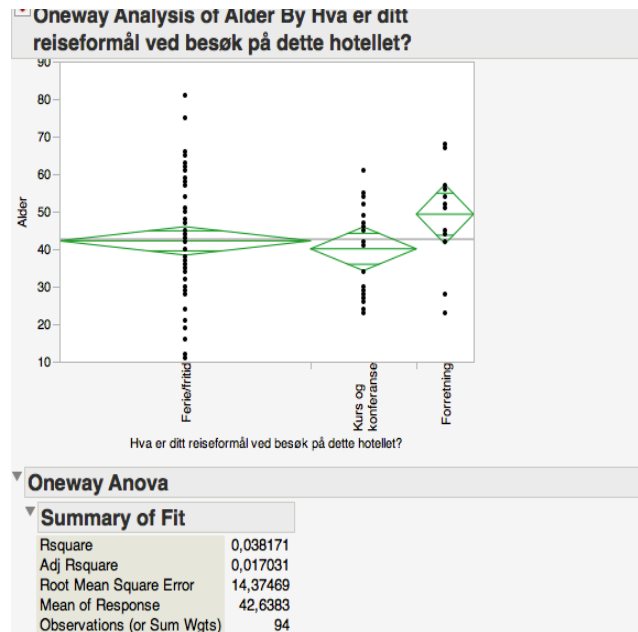 Oneway Analysis of Alder By Hva er ditt
reiseformål ved besøk på dette hotellet?
90
80
70
60
50
40
30
20
10
Alder
Ferie/fritid
Kurs og
konferanse
Forretning
Hva er ditt reiseformål ved besøk på dette hotellet?
Oneway Anova
Summary of Fit
Rsquare 0,038171
Adj Rsquare 0,017031
Root Mean Square Error 14,37469
Mean of Response 42,6383
Observations (or Sum Wgts) 94